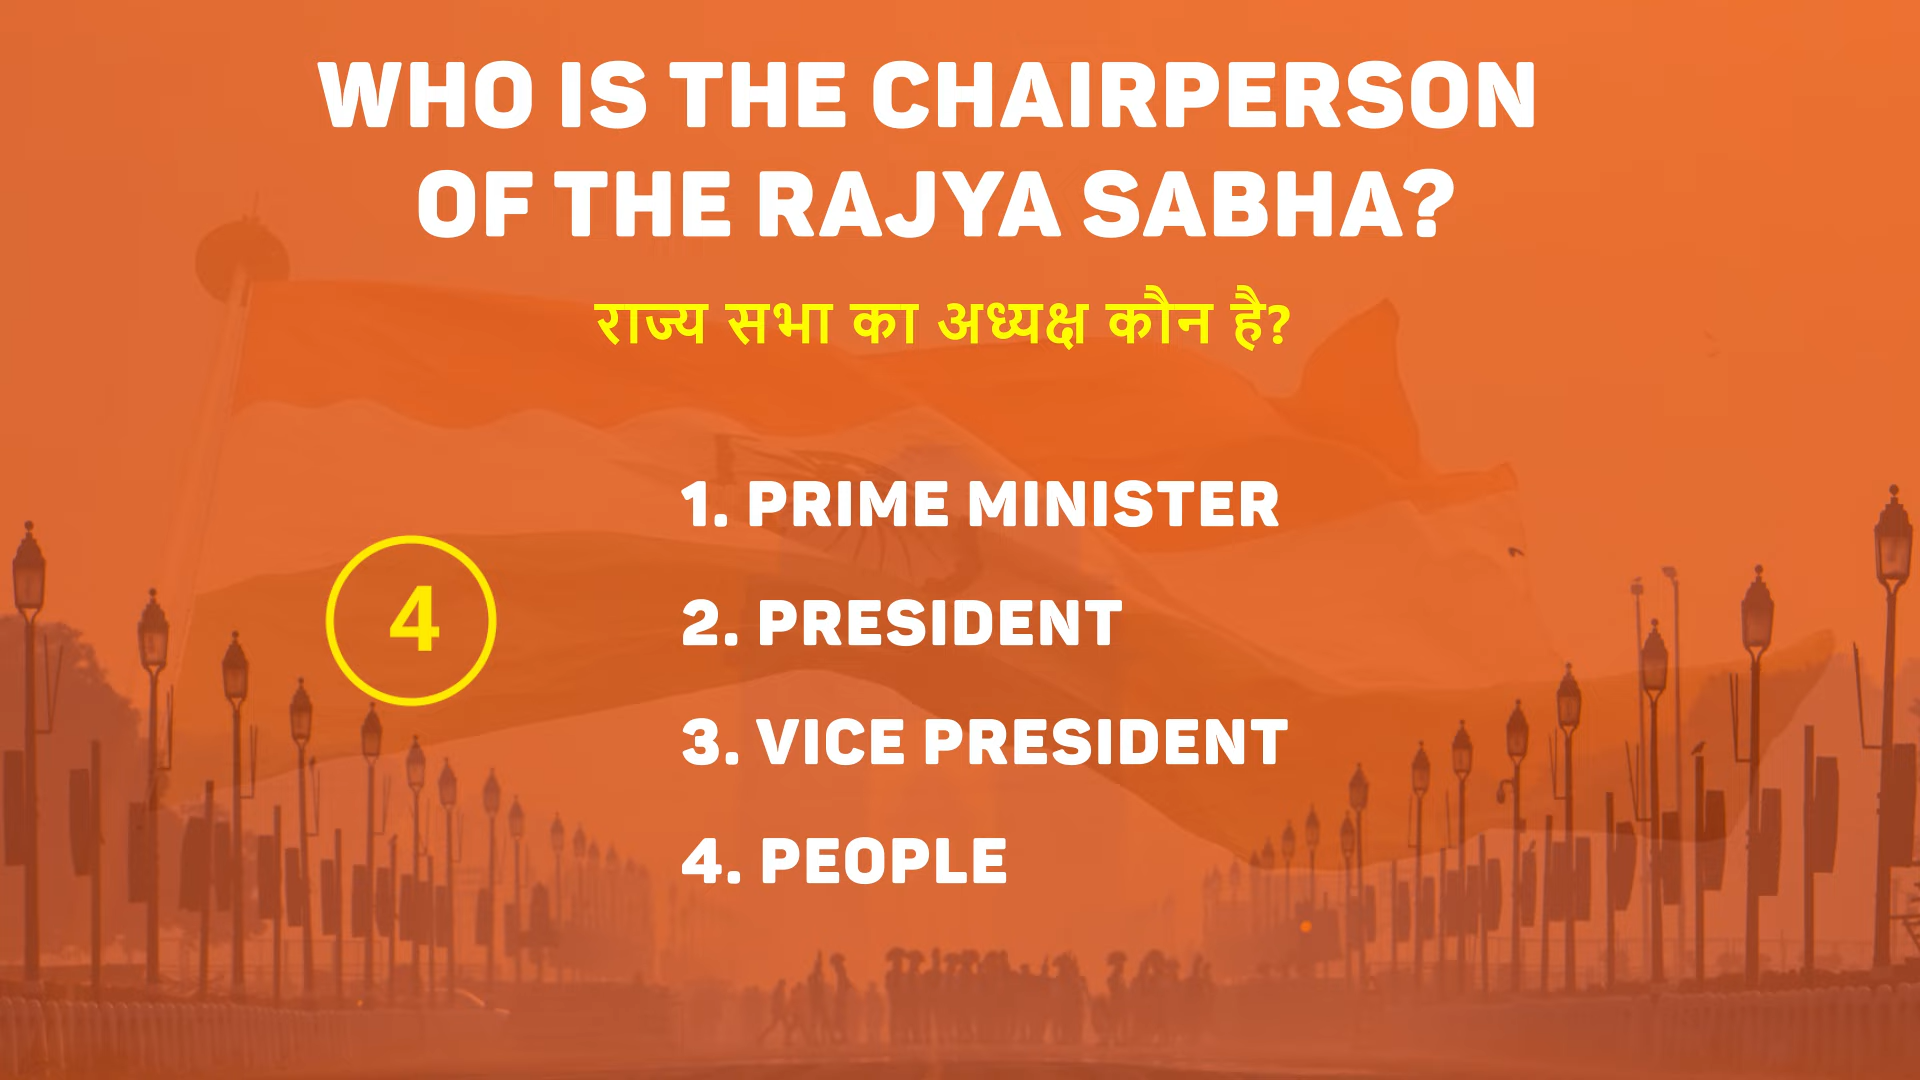 WHO IS THE CHAIRPERSON
OF THE RAJYA SABHA?
राज्य सभा का अध्यक्ष कौन है?
4
1. PRIME MINISTER
2. PRESIDENT
3. VICE PRESIDENT
4. PEOPLE